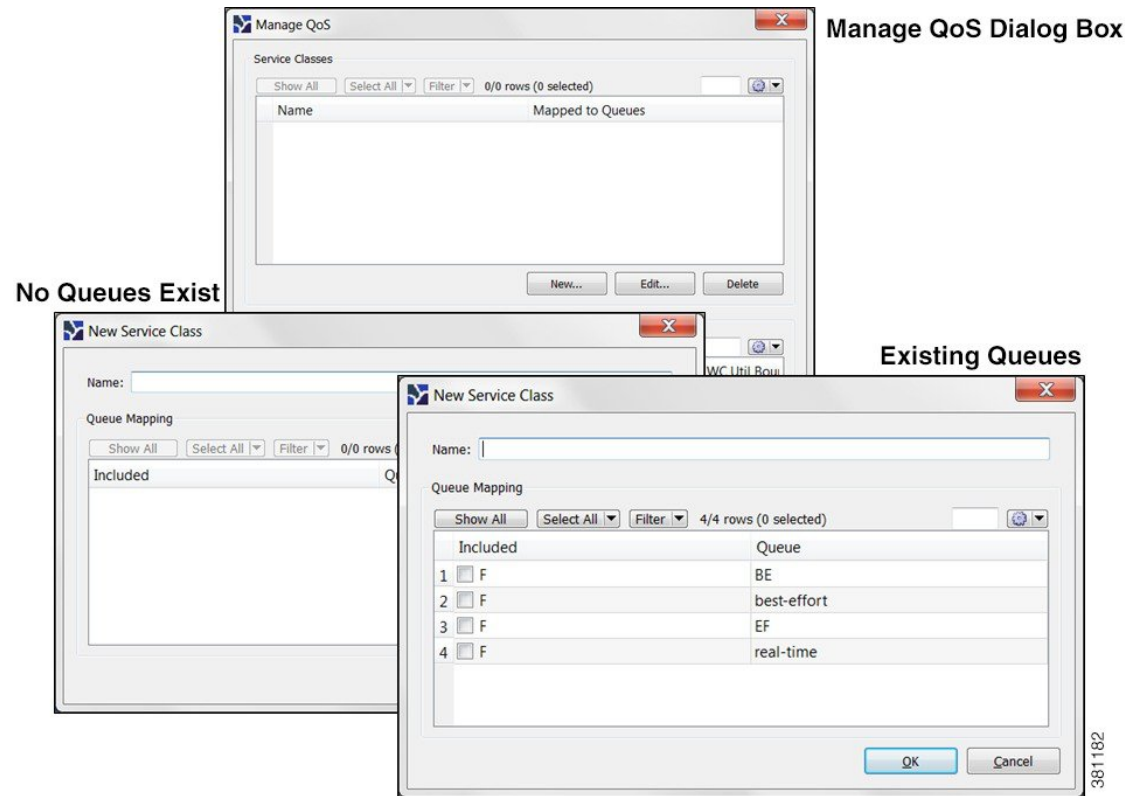 Manage QoS
Manage QoS Dialog Box
Service Classes
Show All Select All Filter 0/0 rows (0 selected)
Name Mapped to Queues
New... Edit... Delete
No Queues Exist
New Service Class
WC Util Bou
Name:
Queue Mapping
Show All Select All Filter 0/0 rows
Included
Existing Queues
New Service Class
Name:
Queue Mapping
Show All Select All Filter 4/4 rows (0 selected)
Included Queue
1 F BE
2 F best-effort
3 F EF
4 F real-time
OK Cancel
381182